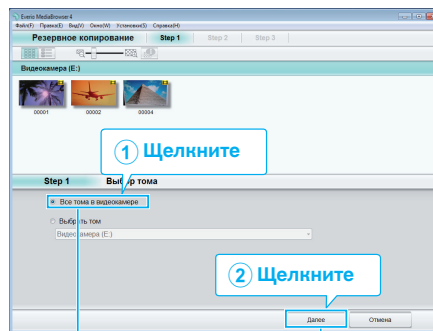 Everio MediaBrowser 4
Файл(F) Правка(E) Вид(V) Окно(W) Установки(S) Справка(H)
Резервное копирование Step 1 Step 2 Step 3
Видеокамера (E:)
00001 00002 00004
1 Щелкните
Step 1 Выбор тома
Все тома в видеокамере
Выбрать том
Видеокамера (E:)
2 Щелкните
Далее Отмена